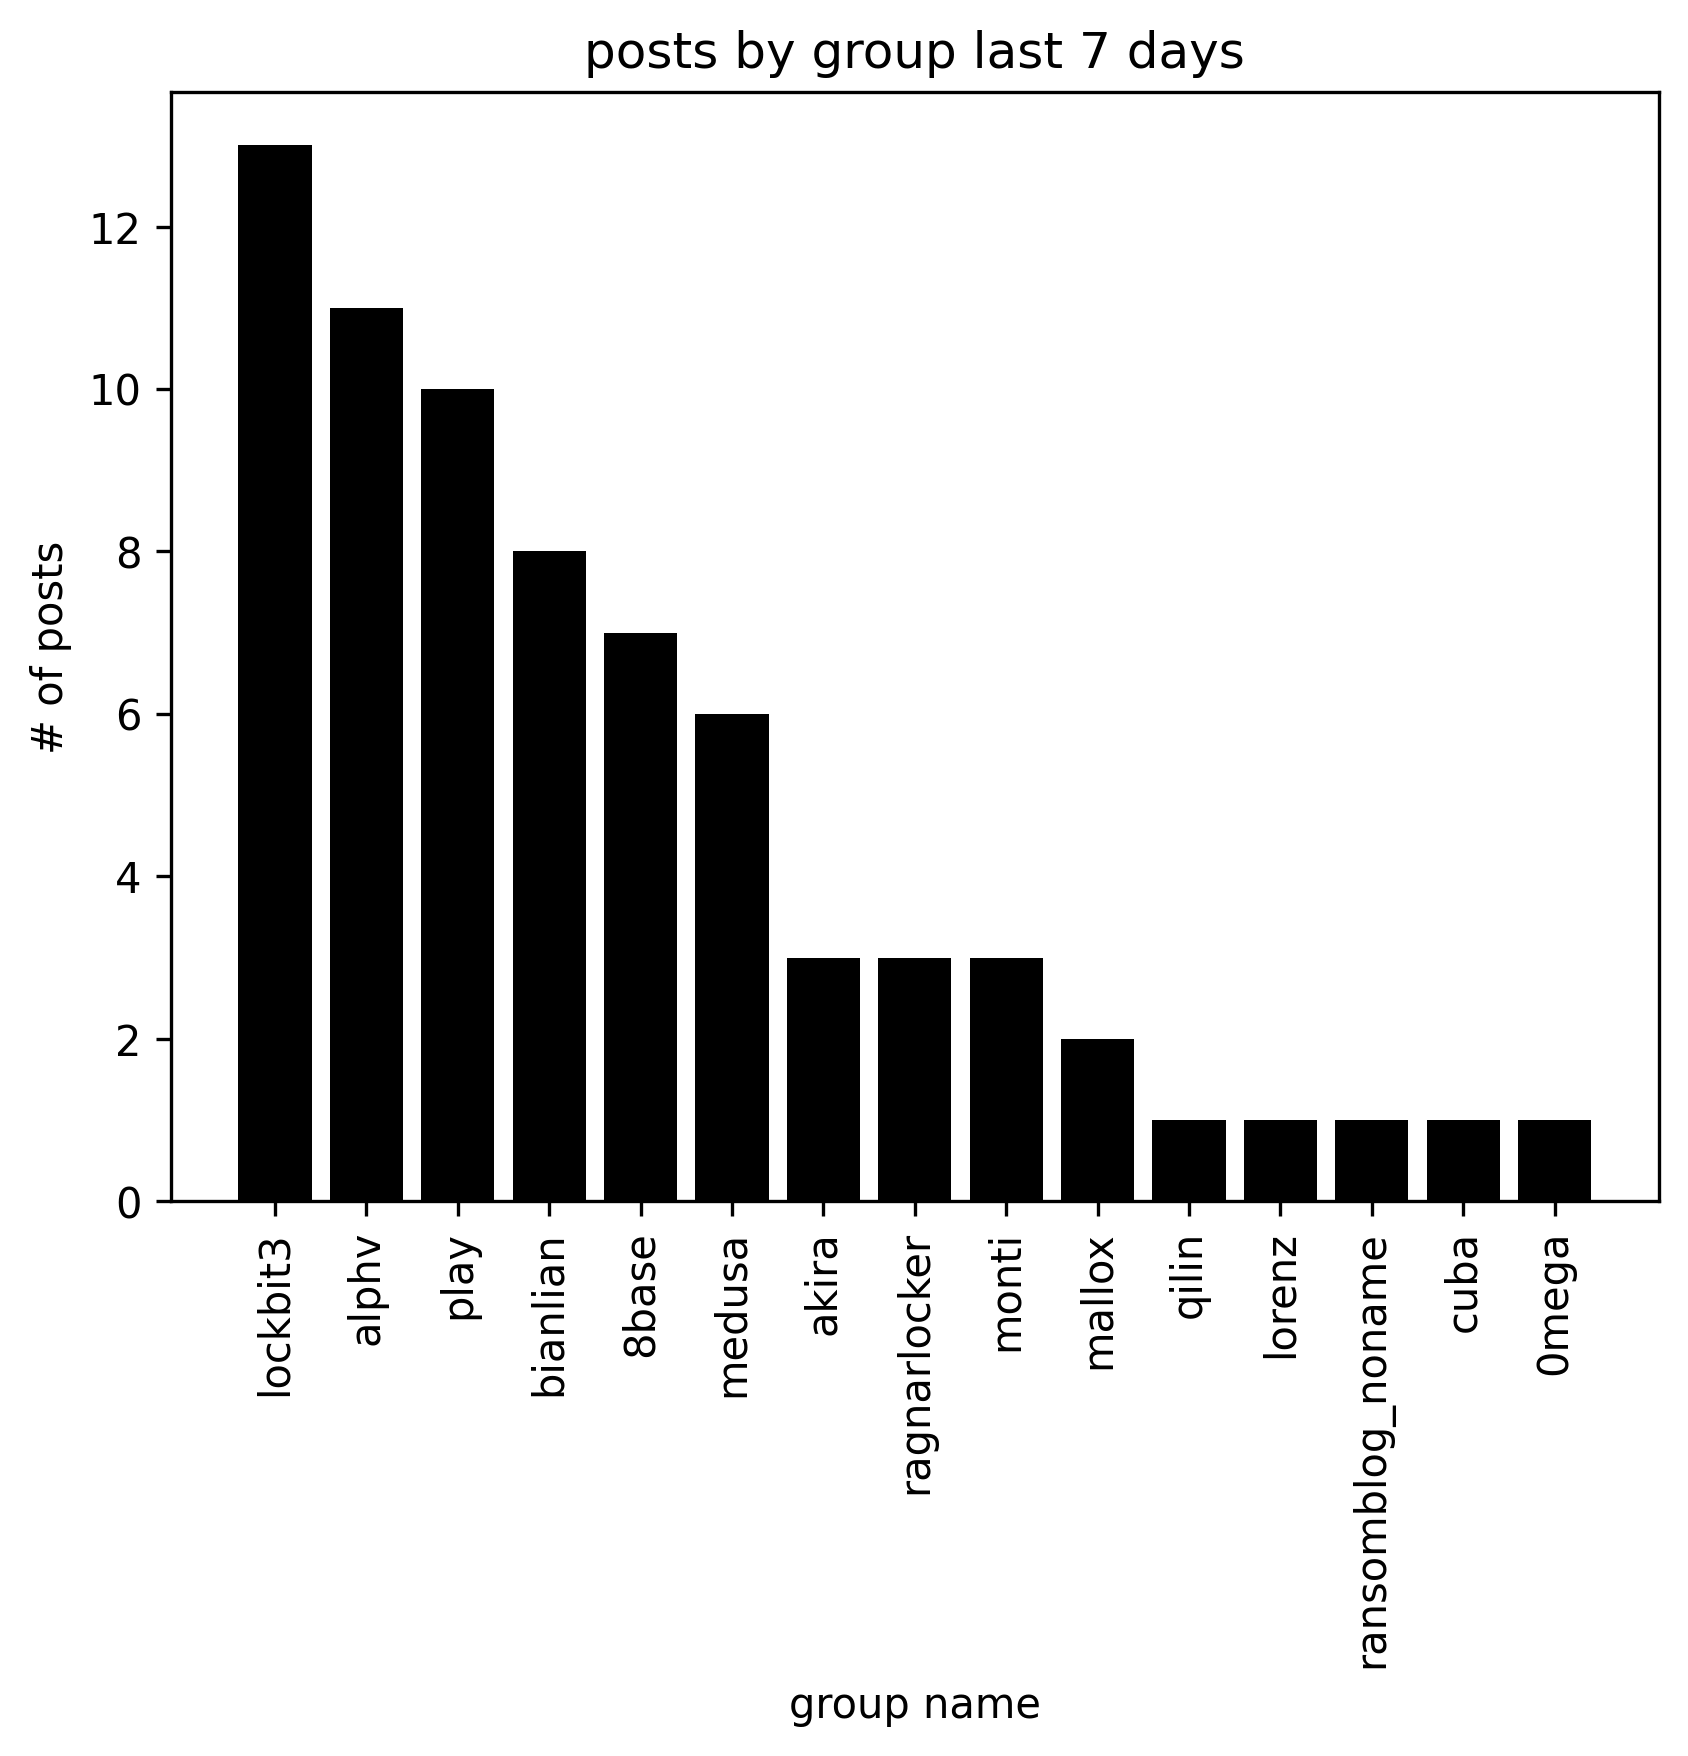 posts by group last 7 days
# of posts
12
10
8
6
4
2
0
lockbit3
alphv
play
bianlian
8base
medusa
akira
ragnarlocker
monti
mallox
qilin
lorenz
ransomblog_noname
cuba
0mega
group name